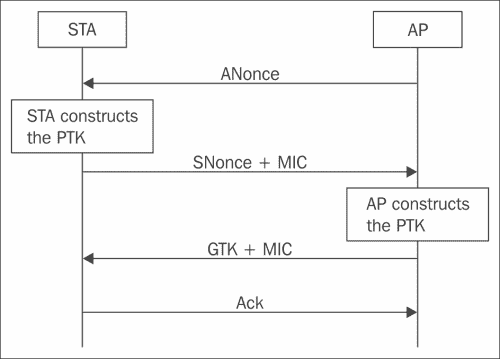 STA
AP
ANonce
STA constructs
the PTK
SNonce + MIC
AP constructs
the PTK
GTK + MIC
Ack